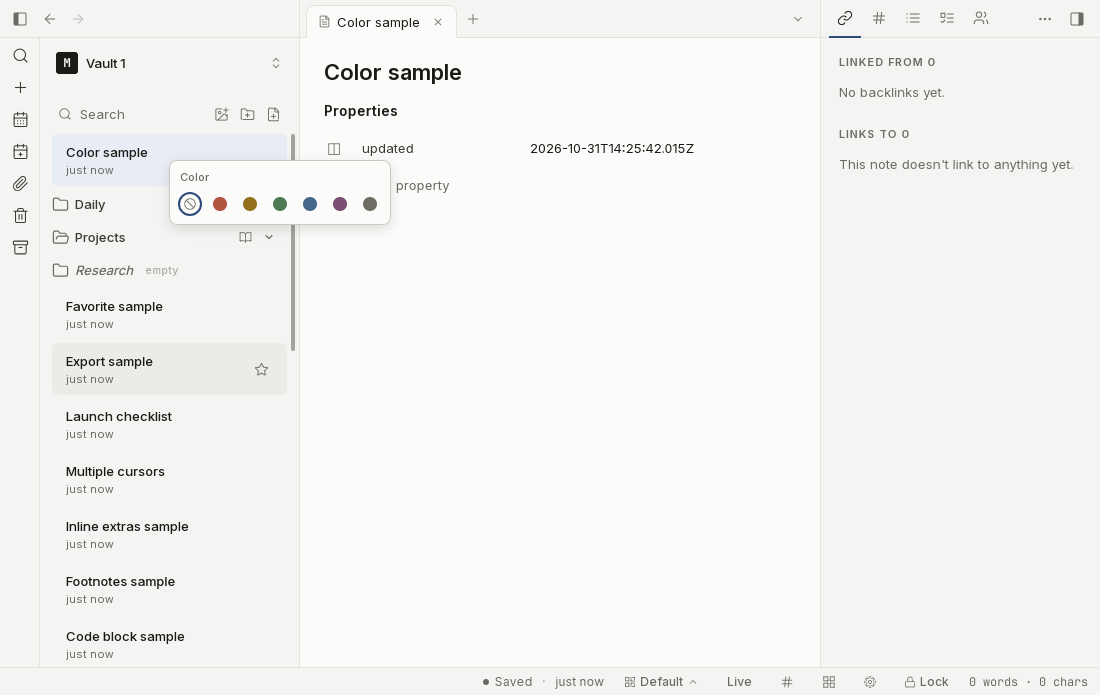 Color sample
M Vault 1
Search
Color sample
just now
Color
Daily
Projects
Research empty
Favorite sample
just now
Export sample
just now
Launch checklist
just now
Multiple cursors
just now
Inline extras sample
just now
Footnotes sample
just now
Code block sample
just now
Color sample
Properties
updated 2026-10-31T14:25:42.015Z
property
LINKED FROM 0
No backlinks yet.
LINKS TO 0
This note doesn't link to anything yet.
Saved · just now Default Live Lock 0 words · 0 chars